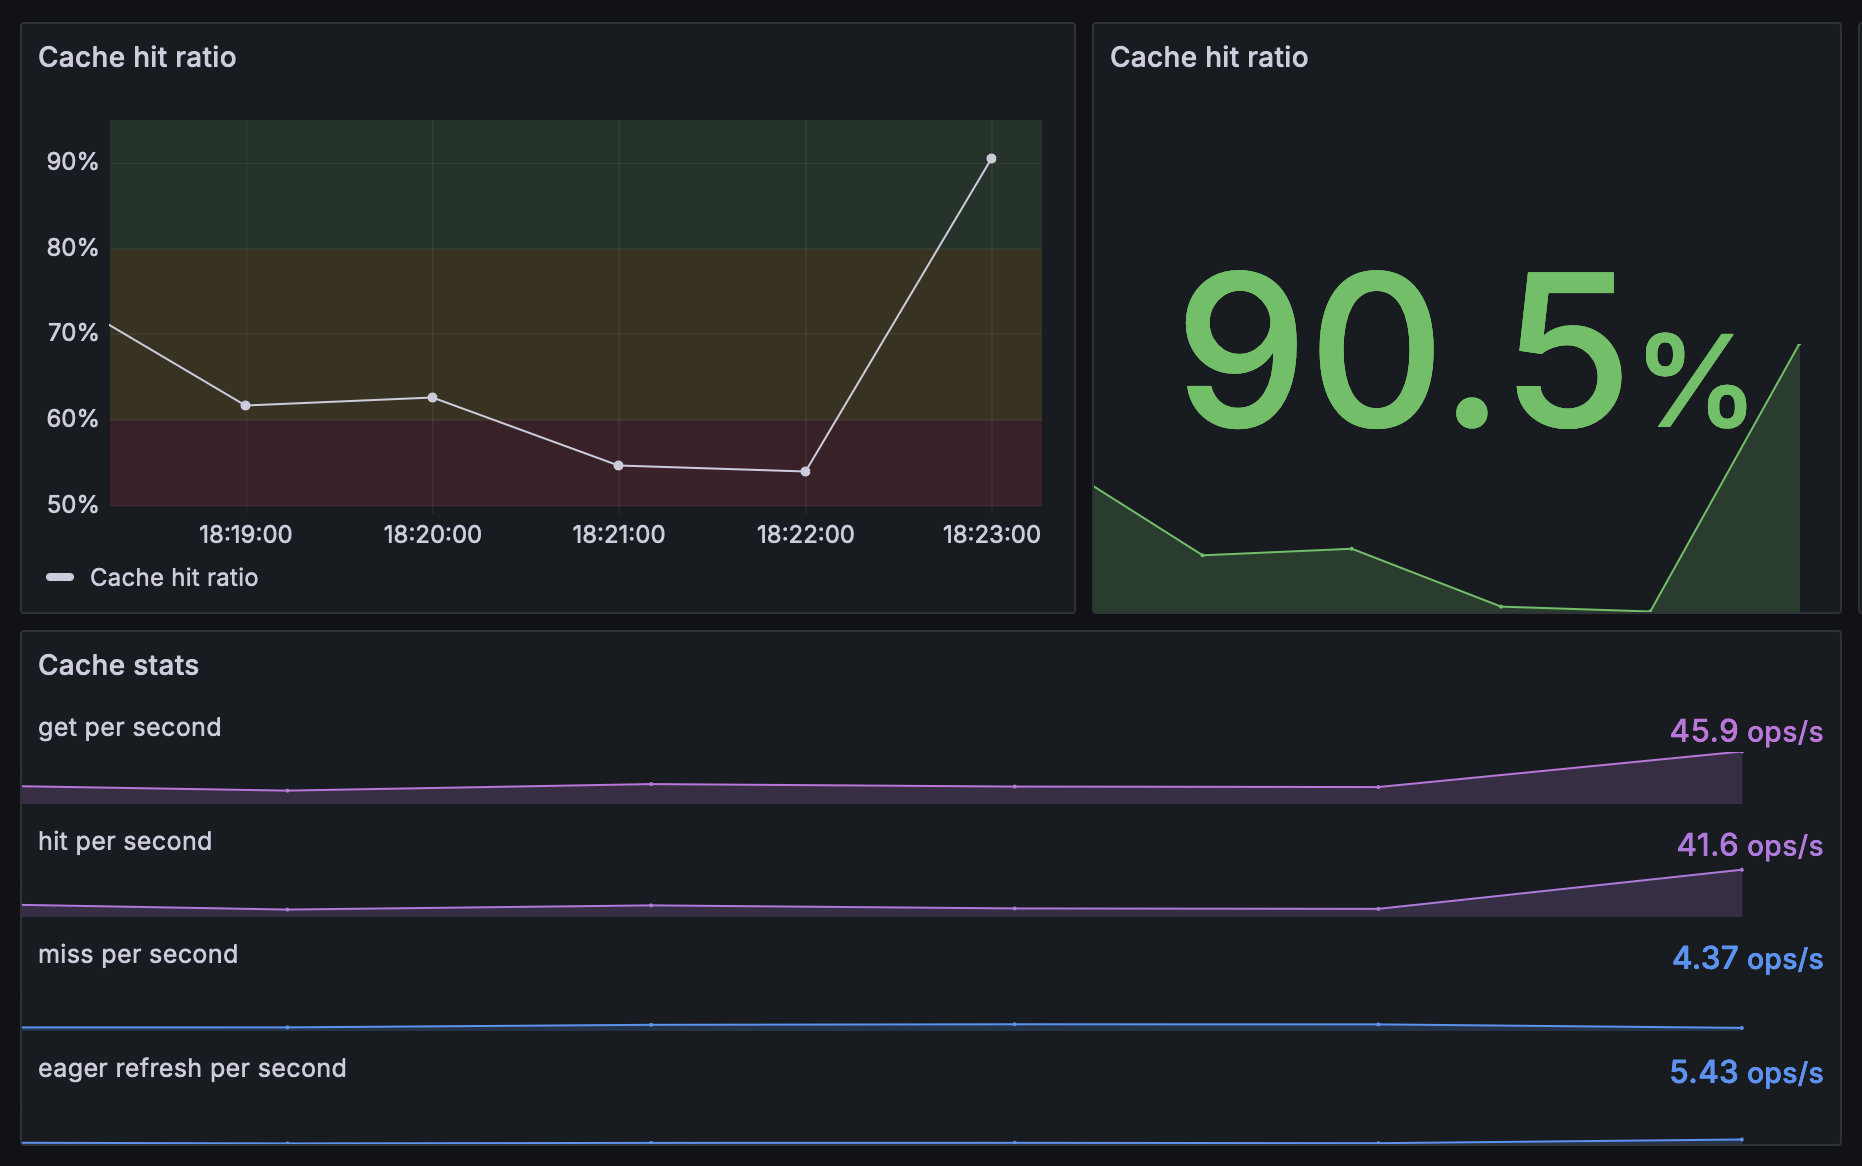 Cache hit ratio
90%
80%
70%
60%
50%
18:19:00 18:20:00 18:21:00 18:22:00 18:23:00
Cache hit ratio
Cache hit ratio
90.5%
Cache stats
get per second 45.9 ops/s
hit per second 41.6 ops/s
miss per second 4.37 ops/s
eager refresh per second 5.43 ops/s